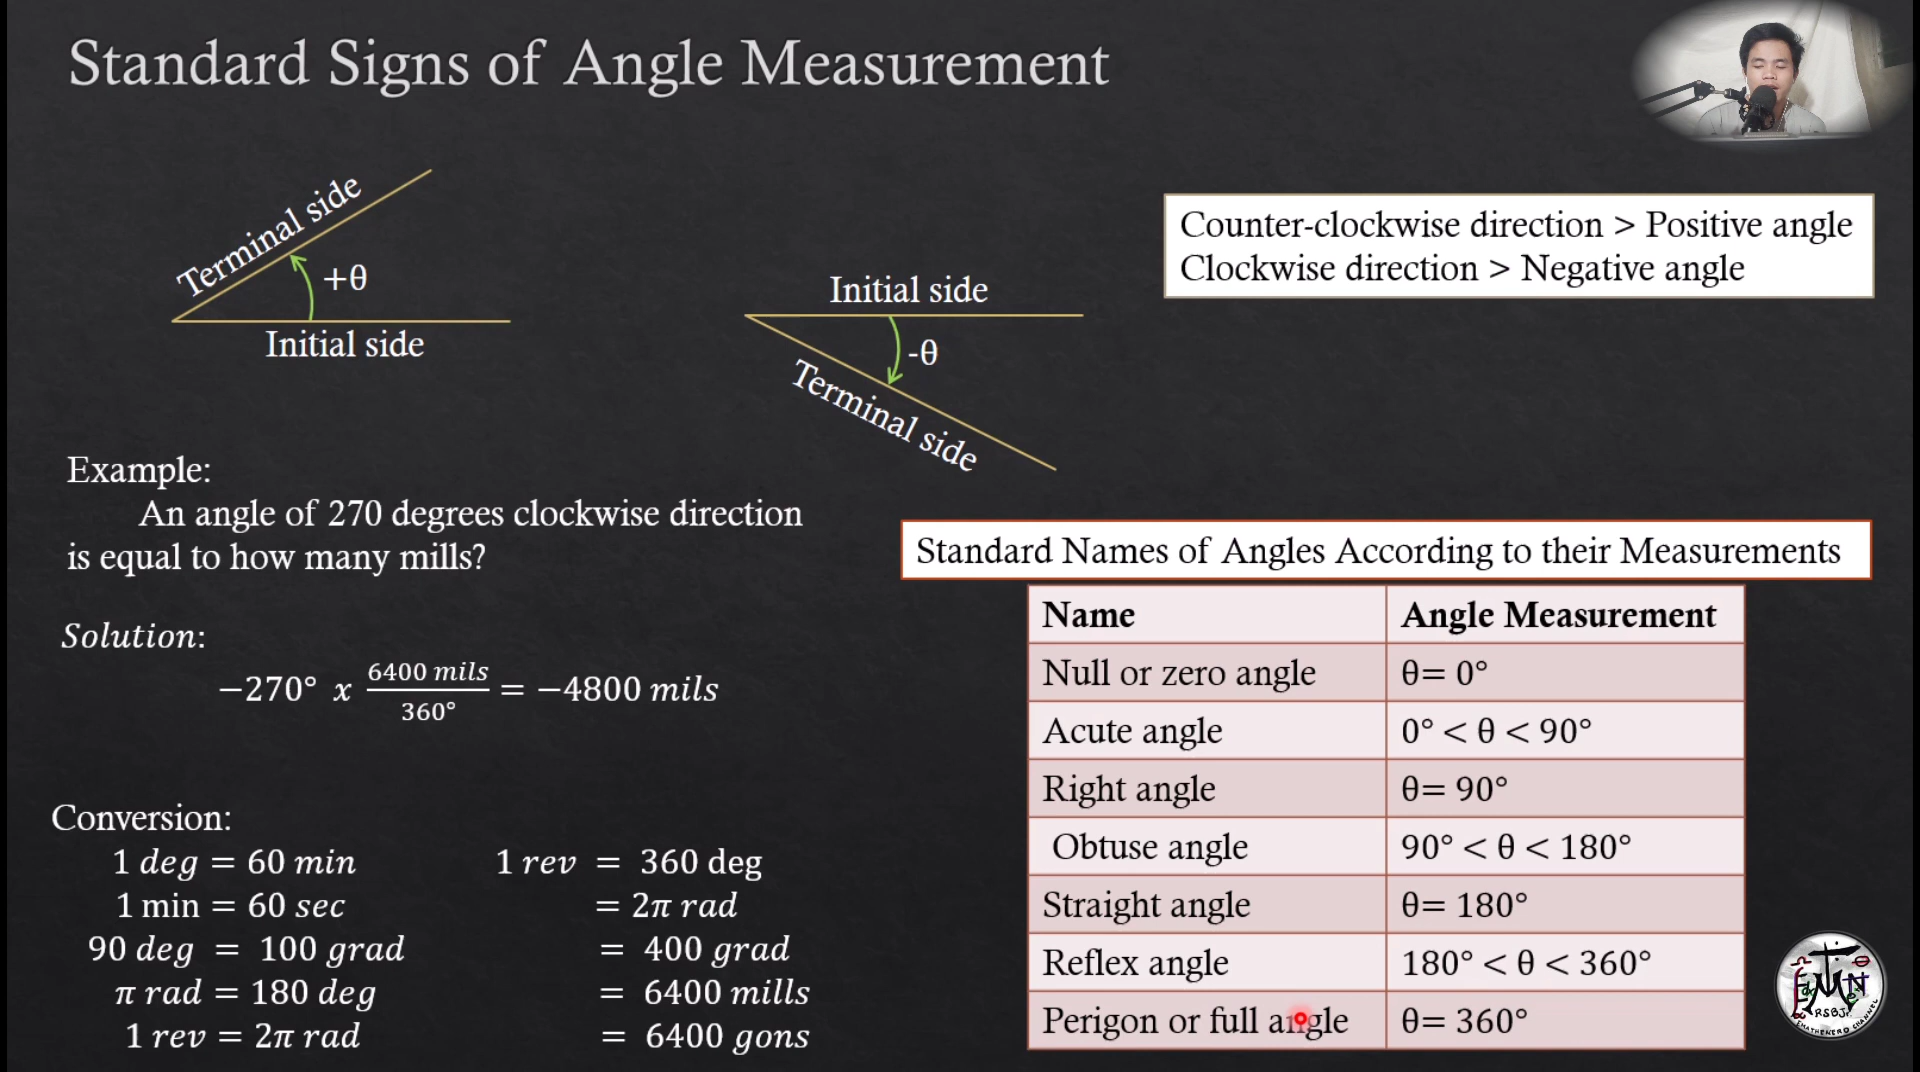 Standard Signs of Angle Measurement
Terminal side
+θ
Initial side
Initial side
-θ
Terminal side
Counter-clockwise direction > Positive angle
Clockwise direction > Negative angle
Example:
An angle of 270 degrees clockwise direction
is equal to how many mills?
Solution:
−270° x 6400 mils / 360° = −4800 mils
Conversion:
1 deg = 60 min
1 min = 60 sec
90 deg = 100 grad
π rad = 180 deg
1 rev = 2π rad
1 rev = 360 deg
= 2π rad
= 400 grad
= 6400 mills
= 6400 gons
Standard Names of Angles According to their Measurements
Name Angle Measurement
Null or zero angle θ= 0°
Acute angle 0° < θ < 90°
Right angle θ= 90°
Obtuse angle 90° < θ < 180°
Straight angle θ= 180°
Reflex angle 180° < θ < 360°
Perigon or full angle θ= 360°
RSBJ